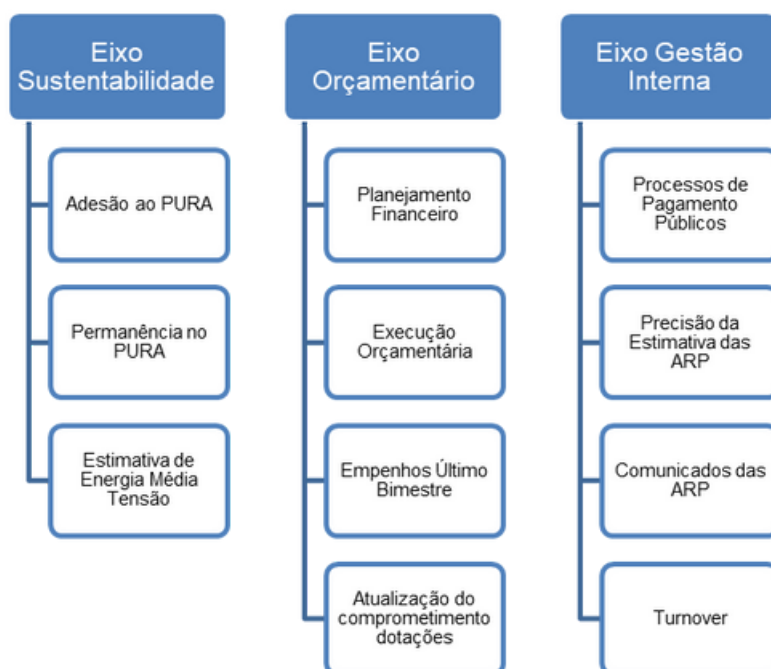 Eixo
Sustentabilidade
Adesão ao PURA
Permanência no
PURA
Estimativa de
Energia Média
Tensão
Eixo
Orçamentário
Planejamento
Financeiro
Execução
Orçamentária
Empenhos Último
Bimestre
Atualização do
comprometimento
dotações
Eixo Gestão
Interna
Processos de
Pagamento
Públicos
Precisão da
Estimativa das
ARP
Comunicados das
ARP
Turnover